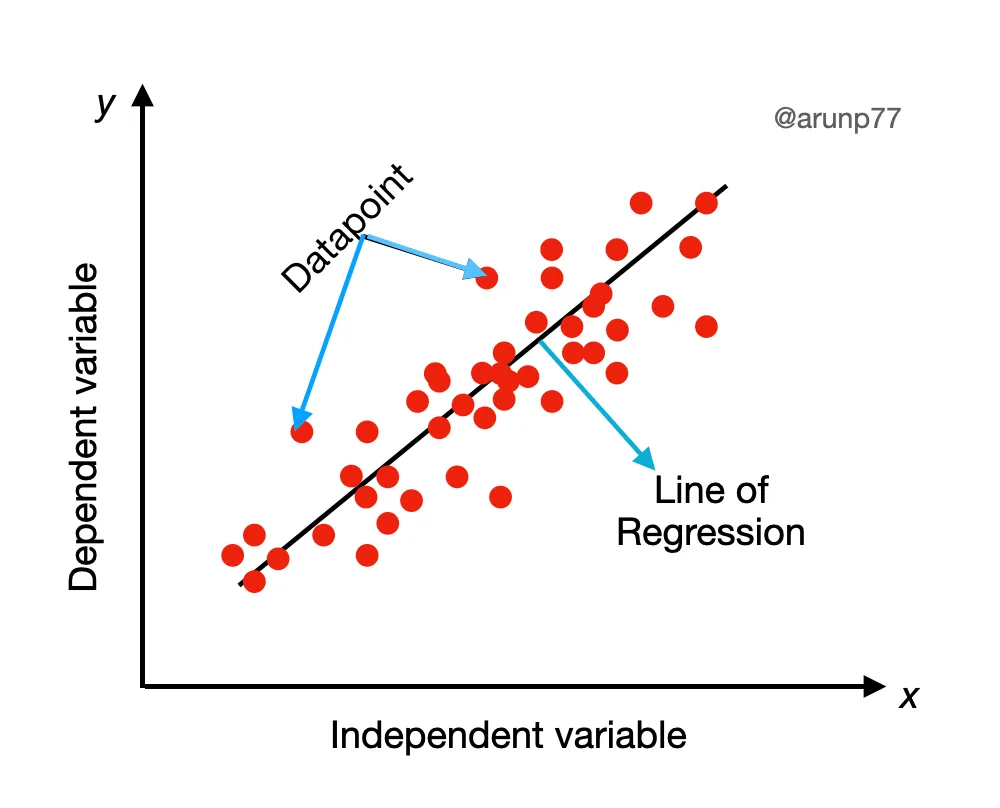 y
@arunp77
Datapoint
Dependent variable
Line of
Regression
x
Independent variable